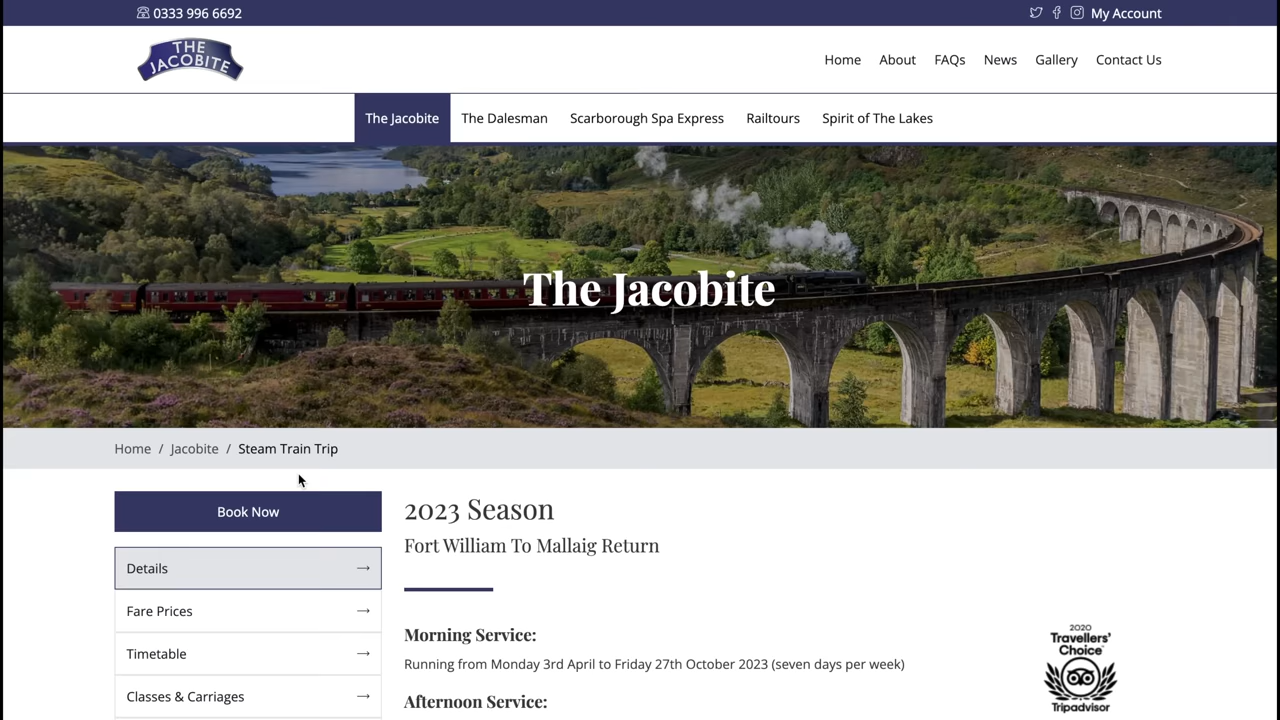 0333 996 6692
My Account
THE
JACOBITE
Home About FAQs News Gallery Contact Us
The Jacobite The Dalesman Scarborough Spa Express Railtours Spirit of The Lakes
The Jacobite
Home / Jacobite / Steam Train Trip
Book Now
Details
Fare Prices
Timetable
Classes & Carriages
2023 Season
Fort William To Mallaig Return
Morning Service:
Running from Monday 3rd April to Friday 27th October 2023 (seven days per week)
Afternoon Service:
2020
Travellers'
Choice
Tripadvisor